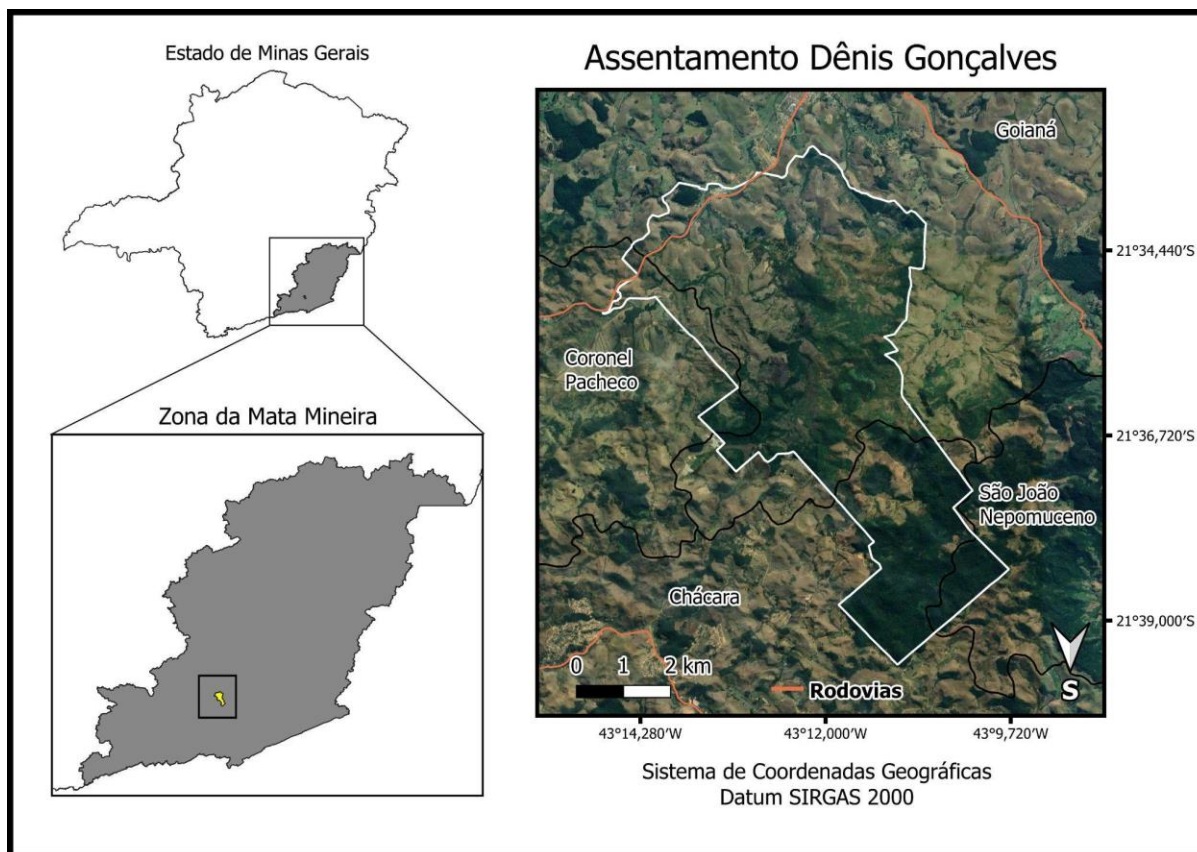 Estado de Minas Gerais
Zona da Mata Mineira
Assentamento Dênis Gonçalves
Goianá
Coronel
Pacheco
São João
Nepomuceno
Chácara
0 1 2 km
Rodovias
S
21°34,440'S
21°36,720'S
21°39,000'S
43°14,280'W
43°12,000'W
43°9,720'W
Sistema de Coordenadas Geográficas
Datum SIRGAS 2000